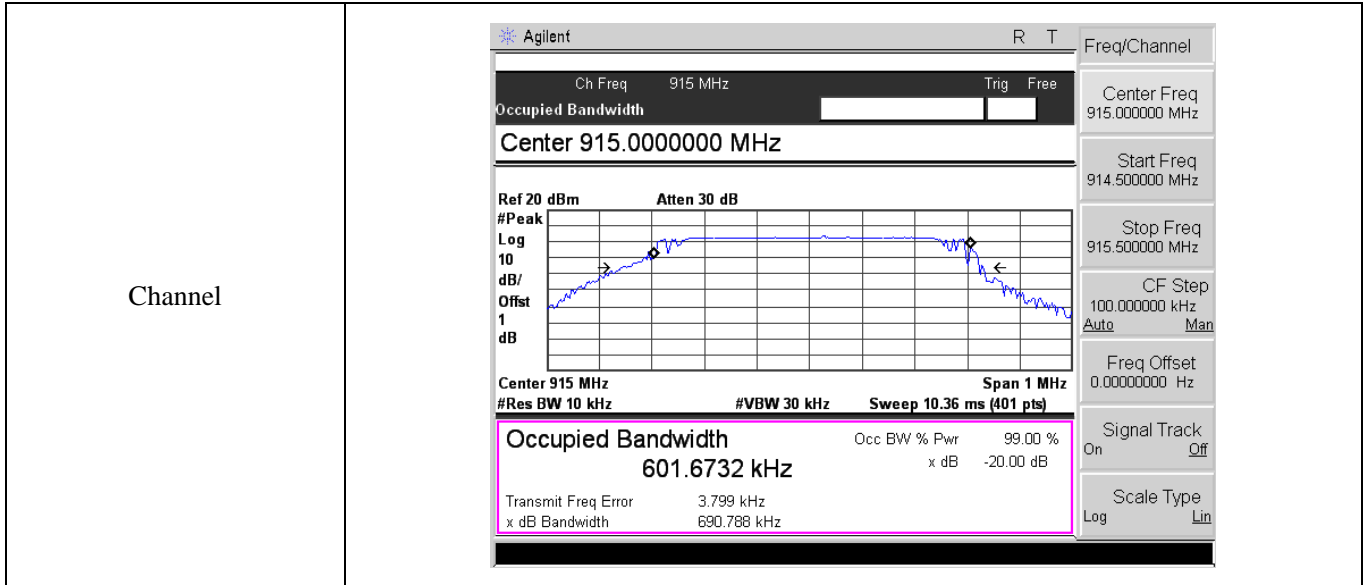 Channel
Agilent R T
Freq/Channel
Ch Freq 915 MHz Trig Free
Occupied Bandwidth
Center 915.0000000 MHz
Ref 20 dBm Atten 30 dB
#Peak
Log
10
dB/
Offst
1
dB
Center 915 MHz Span 1 MHz
#Res BW 10 kHz #VBW 30 kHz Sweep 10.36 ms (401 pts)
Occupied Bandwidth
601.6732 kHz
Occ BW % Pwr 99.00 %
x dB -20.00 dB
Transmit Freq Error 3.799 kHz
x dB Bandwidth 690.788 kHz
Center Freq
915.000000 MHz
Start Freq
914.500000 MHz
Stop Freq
915.500000 MHz
CF Step
100.000000 kHz
Auto Man
Freq Offset
0.00000000 Hz
Signal Track
On Off
Scale Type
Log Lin